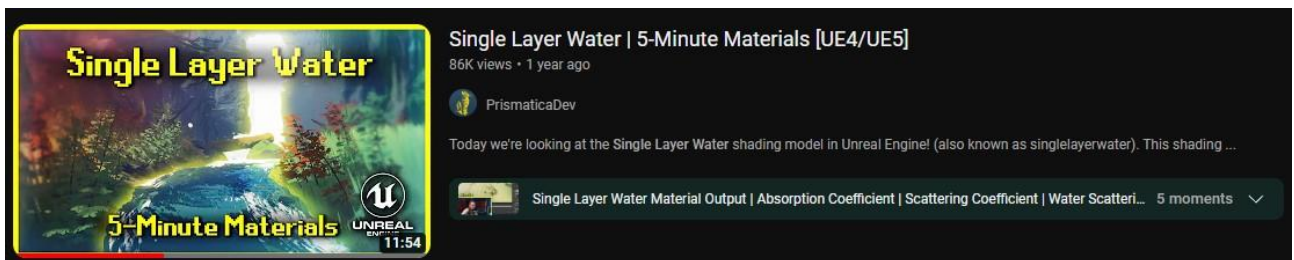 Single Layer Water
5-Minute Materials
UNREAL
ENGINE
11:54
Single Layer Water | 5-Minute Materials [UE4/UE5]
86K views • 1 year ago
PrismaticaDev
Today we're looking at the Single Layer Water shading model in Unreal Engine! (also known as singlelayerwater). This shading ...
Single Layer Water Material Output | Absorption Coefficient | Scattering Coefficient | Water Scatteri... 5 moments